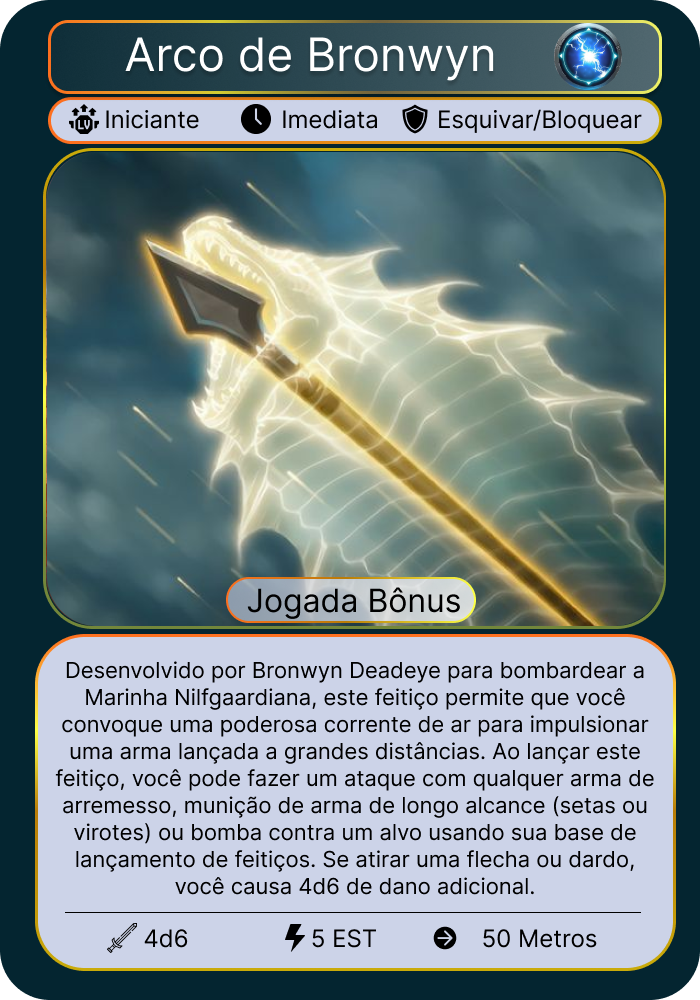 Arco de Bronwyn
LV Iniciante Imediata Esquivar/Bloquear
Jogada Bônus
Desenvolvido por Bronwyn Deadeye para bombardear a
Marinha Nilfgaardiana, este feitiço permite que você
convoque uma poderosa corrente de ar para impulsionar
uma arma lançada a grandes distâncias. Ao lançar este
feitiço, você pode fazer um ataque com qualquer arma de
arremesso, munição de arma de longo alcance (setas ou
virotes) ou bomba contra um alvo usando sua base de
lançamento de feitiços. Se atirar uma flecha ou dardo,
você causa 4d6 de dano adicional.
4d6 5 EST 50 Metros